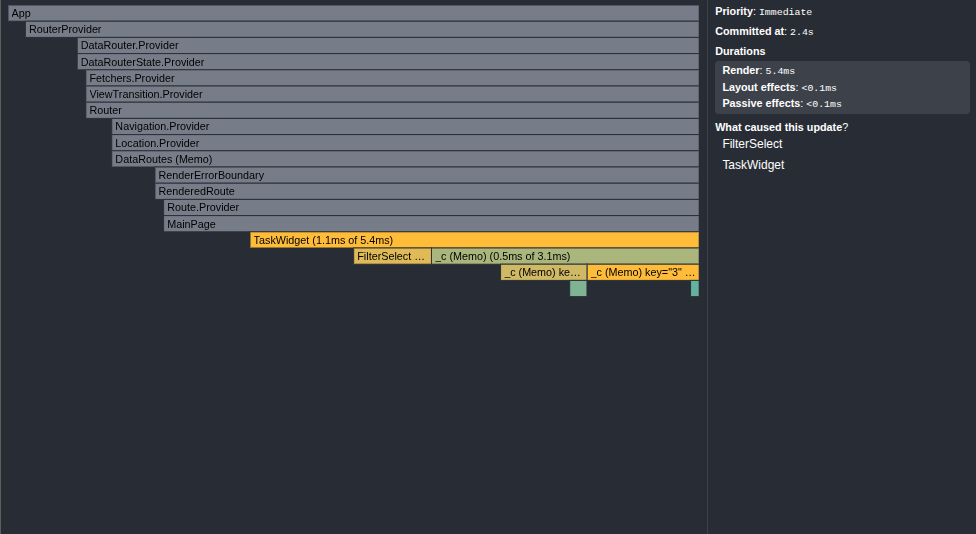 App
RouterProvider
DataRouter.Provider
DataRouterState.Provider
Fetchers.Provider
ViewTransition.Provider
Router
Navigation.Provider
Location.Provider
DataRoutes (Memo)
RenderErrorBoundary
RenderedRoute
Route.Provider
MainPage
TaskWidget (1.1ms of 5.4ms)
FilterSelect … _c (Memo) (0.5ms of 3.1ms)
_c (Memo) ke… _c (Memo) key="3" …
Priority: Immediate
Committed at: 2.4s
Durations
Render: 5.4ms
Layout effects: <0.1ms
Passive effects: <0.1ms
What caused this update?
FilterSelect
TaskWidget